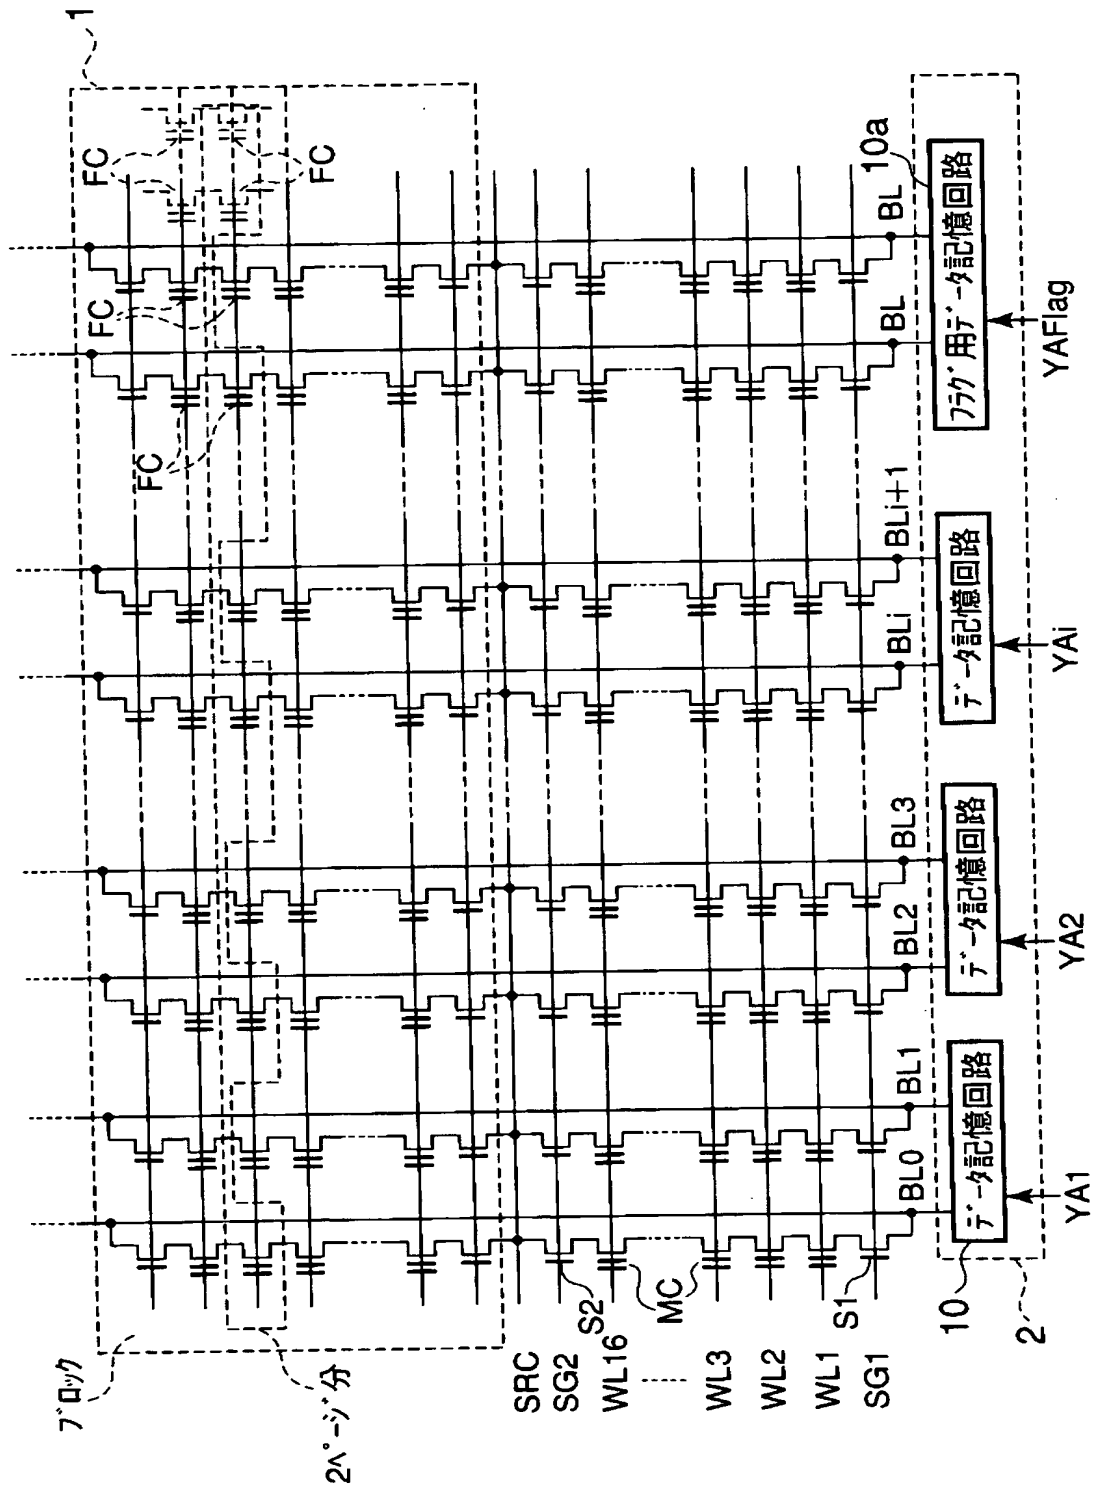 1
FC
FC
FC
FC
ブロック
2ページ分
SRC
SG2
WL16
WL3
WL2
WL1
SG1
S2
MC
S1
BL0
BL1
BL2
BL3
BLi
BLi+1
BL
BL
10a
10
データ記憶回路
データ記憶回路
データ記憶回路
フラグ用データ記憶回路
2
YA1
YA2
YAi
YAFlag